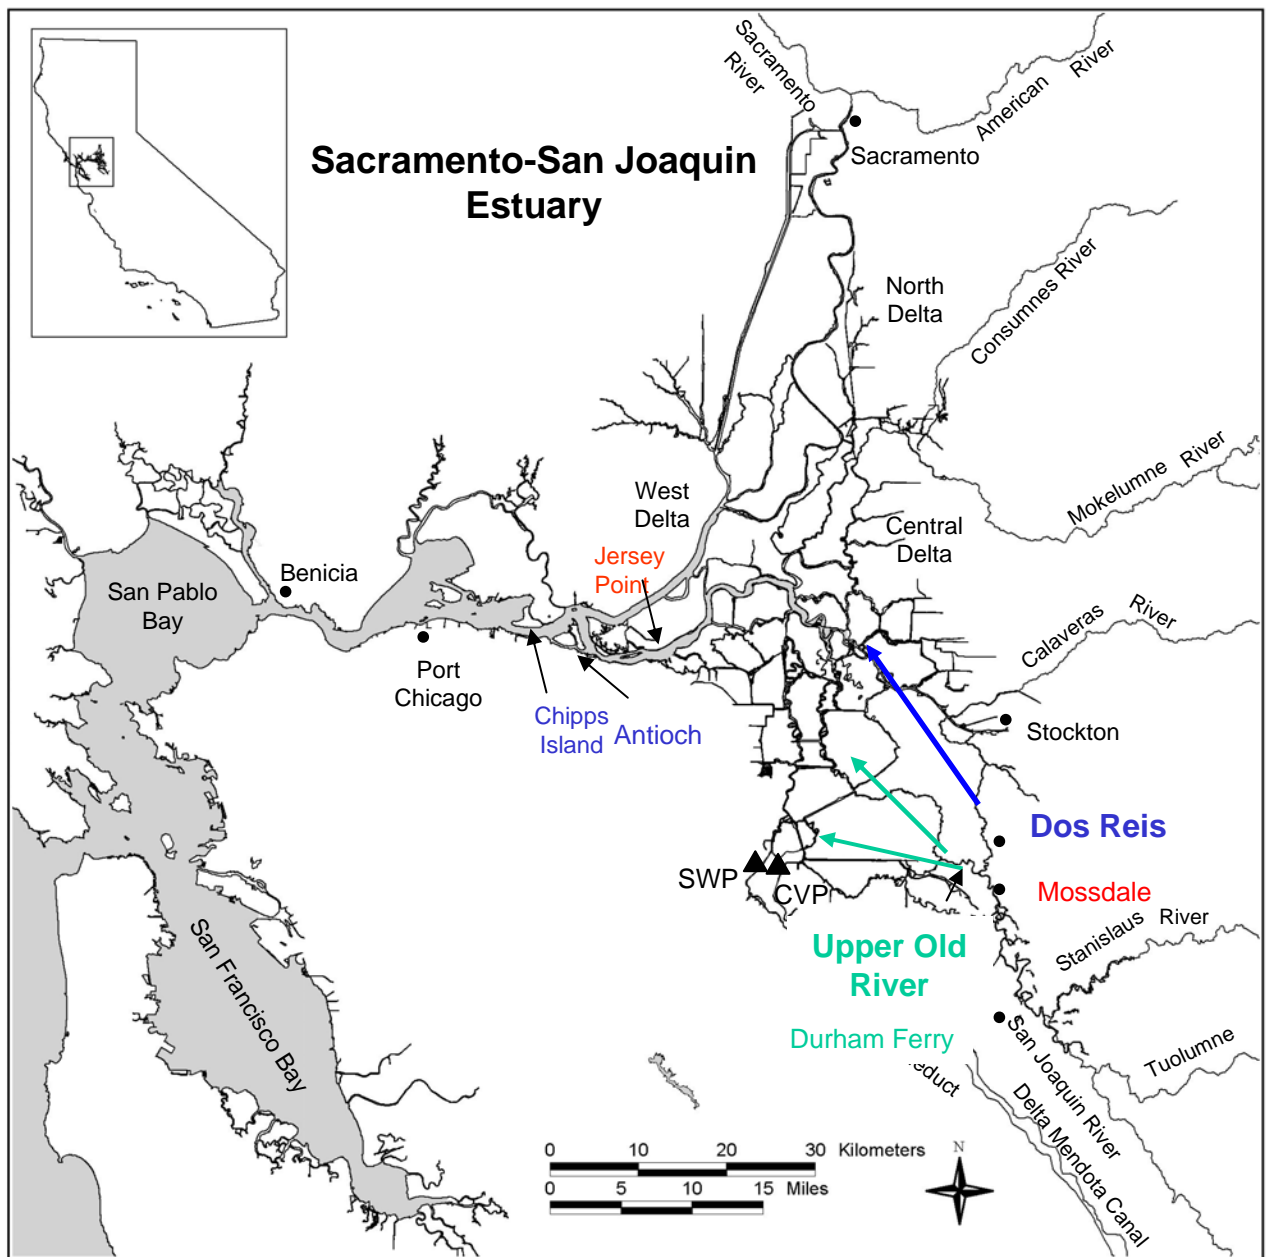 Sacramento
River
American River
Sacramento
Sacramento-San Joaquin
Estuary
North
Delta
Consumnes River
Mokelumne River
West
Delta
Central
Delta
Jersey
Point
San Pablo
Bay
Benicia
Calaveras River
Port
Chicago
Chipps
Island
Antioch
Stockton
Dos Reis
SWP
CVP
Mossdale
Stanislaus River
Upper Old
River
San Francisco Bay
Durham Ferry
educt
San Joaquin River
Tuolumne
Delta Mendota Canal
0 10 20 30 Kilometers
0 5 10 15 Miles
N